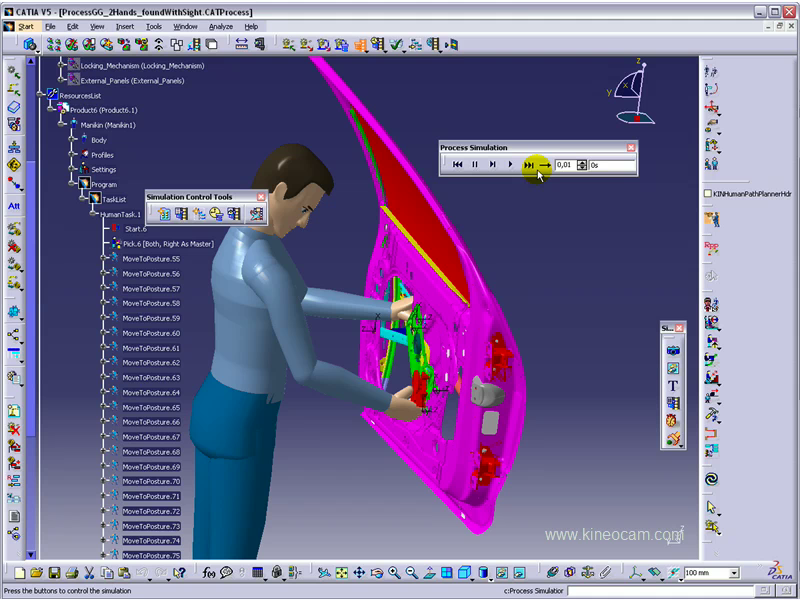 CATIA V5 - [ProcessGG_2Hands_foundWithSight.CATProcess]
Start File Edit View Insert Tools Window Analyze Help
Locking_Mechanism (Locking_Mechanism)
External_Panels (External_Panels)
ResourcesList
Product6 (Product6.1)
Manikin (Manikin1)
Body
Profiles
Settings
Program
TaskList
HumanTask.1
Start.6
Pick.6 [Both, Right As Master]
MoveToPosture.55
MoveToPosture.56
MoveToPosture.57
MoveToPosture.58
MoveToPosture.59
MoveToPosture.60
MoveToPosture.61
MoveToPosture.62
MoveToPosture.63
MoveToPosture.64
MoveToPosture.65
MoveToPosture.66
MoveToPosture.67
MoveToPosture.68
MoveToPosture.69
MoveToPosture.70
MoveToPosture.71
MoveToPosture.72
MoveToPosture.73
MoveToPosture.74
MoveToPosture.75
Simulation Control Tools
Process Simulation
0,01 0s
z
y x
Att
KINHumanPathPlannerHdr
Si...
T
www.kineocam.com
f(x)
100 mm
CATIA
Press the buttons to control the simulation
c:Process Simulation